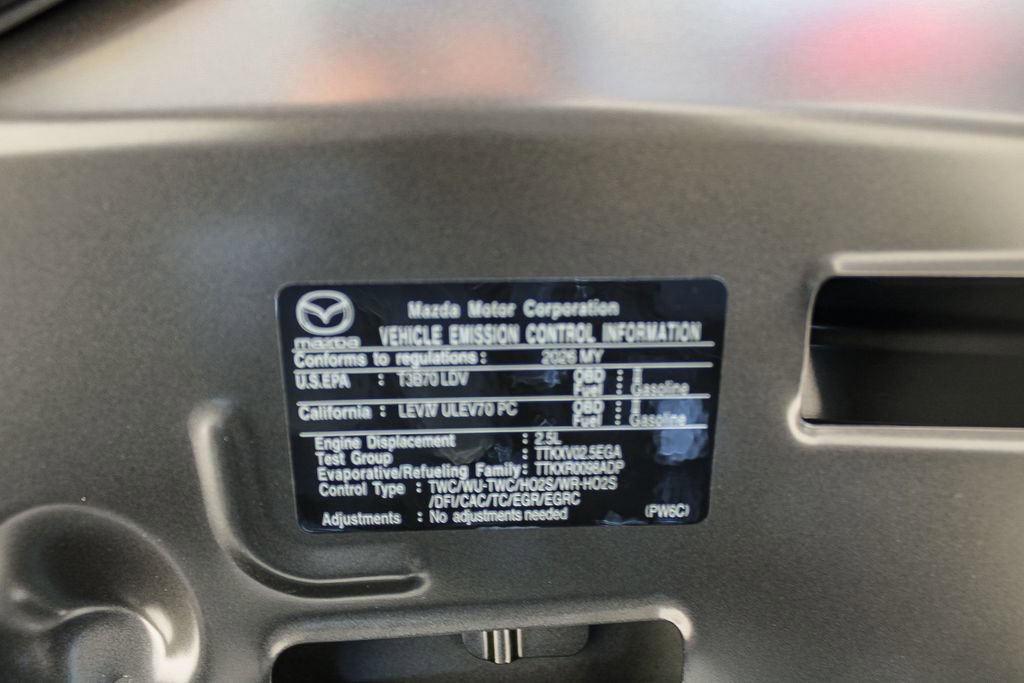 Mazda Motor Corporation
mazda VEHICLE EMISSION CONTROL INFORMATION
Conforms to regulations : 2026 MY
U.S.EPA : T3B70 LDV OBD : II
Fuel : Gasoline
California : LEVIV ULEV70 PC OBD : II
Fuel : Gasoline
Engine Displacement : 2.5L
Test Group : TTKXV02.5EGA
Evaporative/Refueling Family : TTKXR0098ADP
Control Type : TWC/WU-TWC/HO2S/WR-HO2S
/DFI/CAC/TC/EGR/EGRC
Adjustments : No adjustments needed (PW6C)